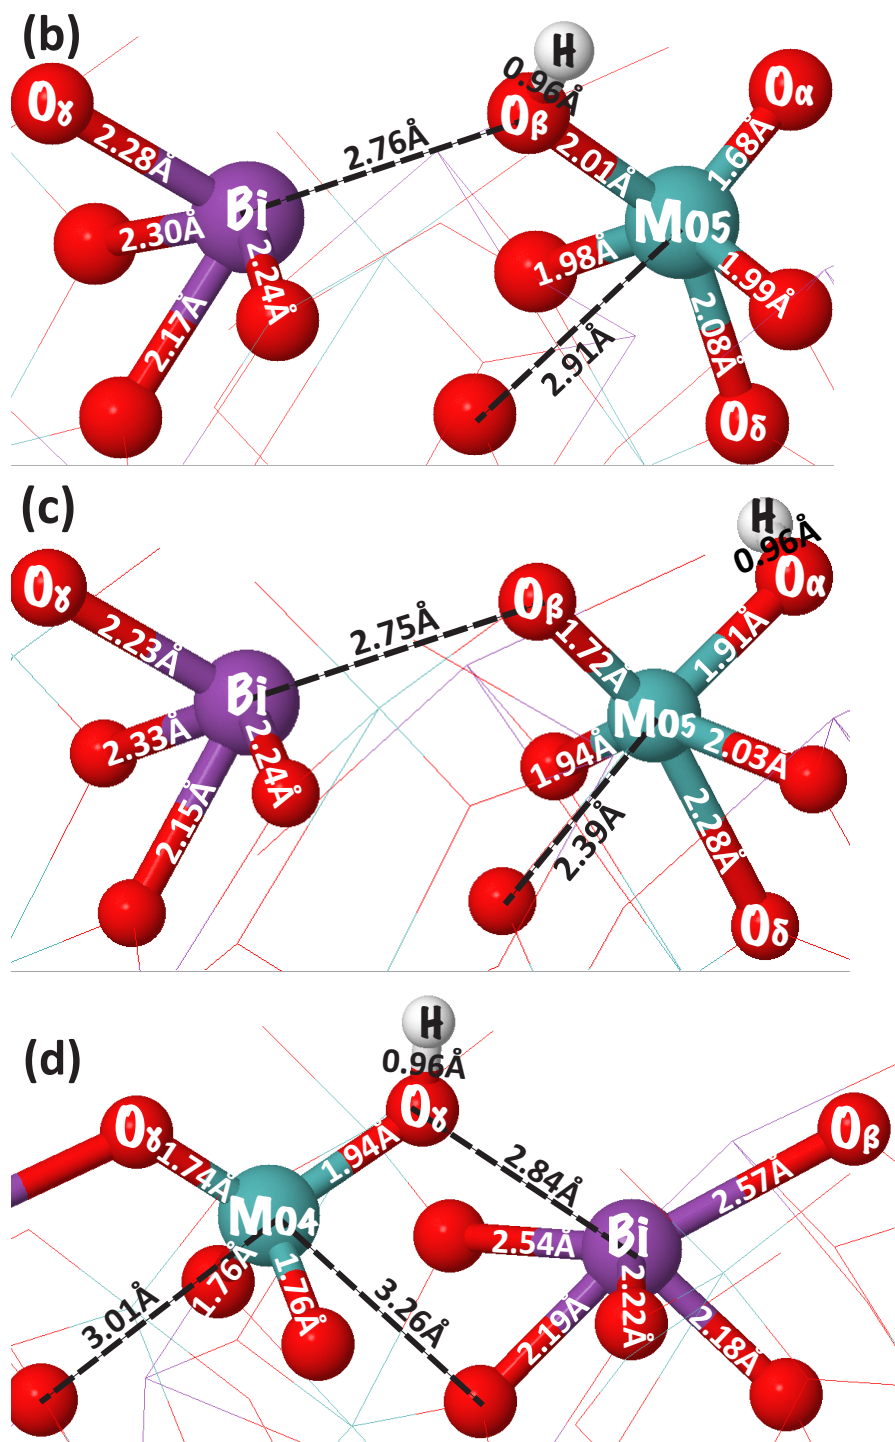 (b)
H
0.96Å
Oɣ
Oβ
Oα
2.28Å
2.76Å
2.01Å
1.68Å
Bi
Mo5
2.30Å
2.24Å
1.98Å
1.99Å
2.17Å
2.91Å
2.08Å
Oδ
(c)
H
0.96Å
Oɣ
Oβ
Oα
2.23Å
2.75Å
1.72Å
1.91Å
Bi
Mo5
2.33Å
2.24Å
1.94Å
2.03Å
2.15Å
2.39Å
2.28Å
Oδ
(d)
H
0.96Å
Oɣ
Oɣ
Oβ
1.74Å
1.94Å
2.84Å
2.57Å
Mo4
Bi
2.54Å
1.76Å
1.76Å
2.22Å
3.01Å
3.26Å
2.19Å
2.18Å